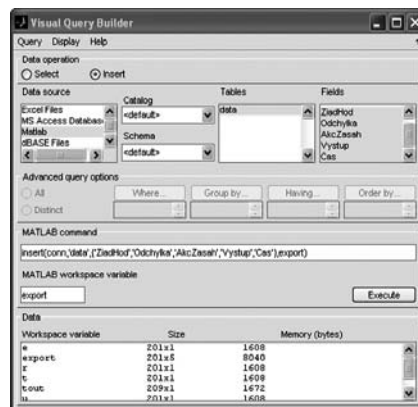 Visual Query Builder
Query Display Help
Data operation
Select Insert
Data source
Catalog
Tables
Fields
Excel Files
MS Access Databas
Matlab
dBASE Files
<default>
Schema
<default>
data
ZiadHod
Odchylka
AkcZasah
Vystup
Cas
Advanced query options
All
Distinct
Where...
Group by...
Having...
Order by...
MATLAB command
insert(conn,'data',{'ZiadHod','Odchylka','AkcZasah','Vystup','Cas'},export)
MATLAB workspace variable
export
Execute
Data
Workspace variable Size Memory (bytes)
e 201x1 1608
export 201x5 8040
r 201x1 1608
t 201x1 1608
tout 209x1 1672
u 201x1 1608